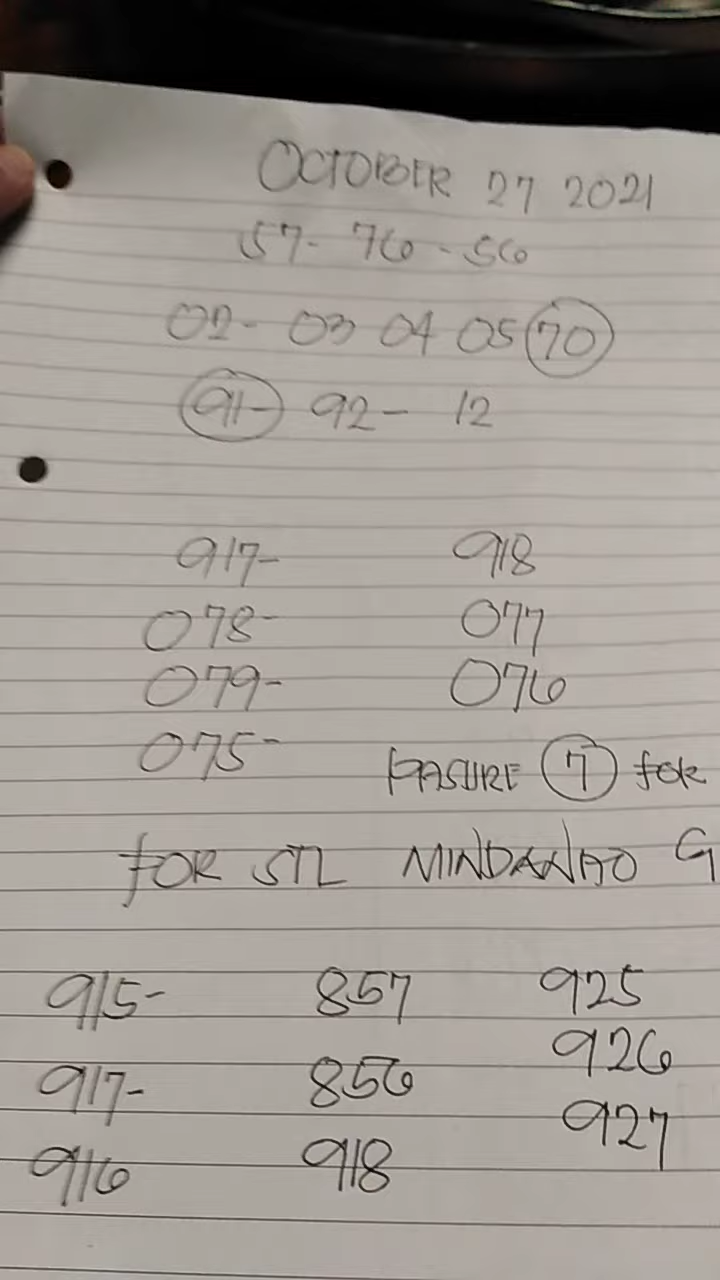 OCTOBER 27 2021
57- 76 - 56
02- 03 04 05 70
91- 92- 12
917- 918
078- 077
079- 076
075- PASURE 7 for
for STL MINDANAO G
915- 857 925
926
917- 856
927
916 918